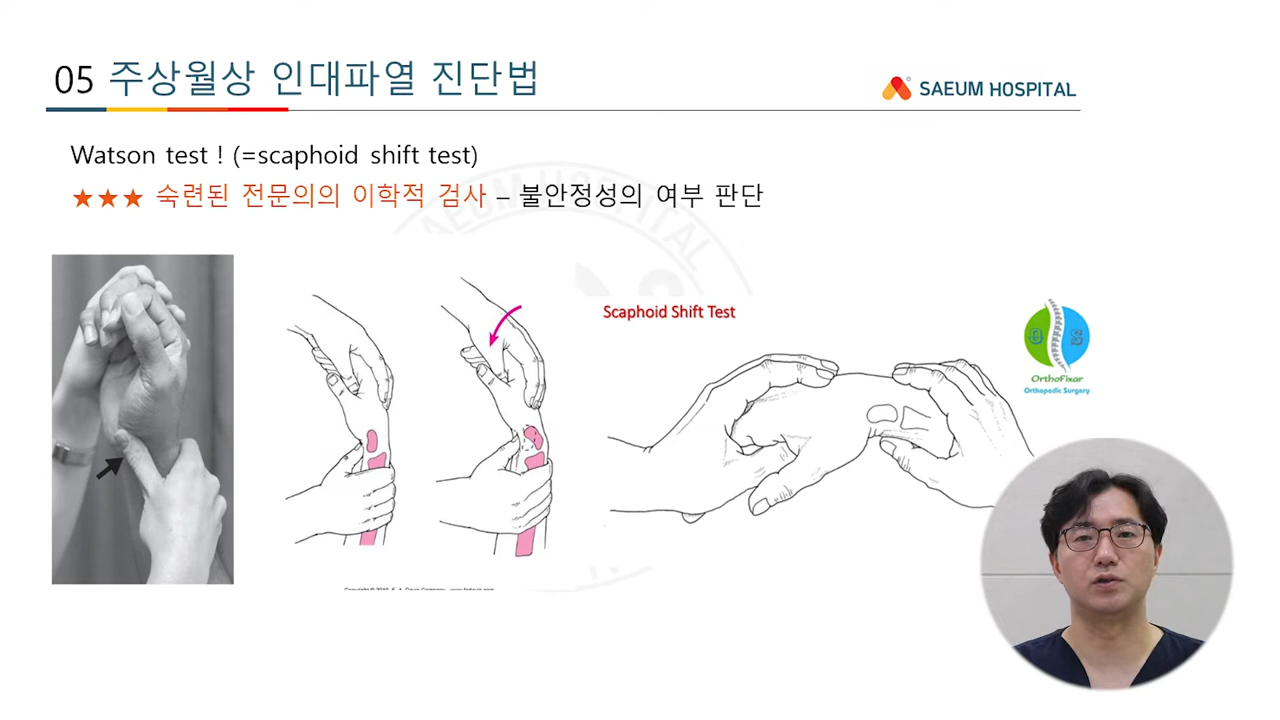 05 주상월상 인대파열 진단법
SAEUM HOSPITAL
Watson test ! (=scaphoid shift test)
★★★ 숙련된 전문의의 이학적 검사 – 불안정성의 여부 판단
SAEUM HOSPITAL
Scaphoid Shift Test
O S
OrthoFixar
Orthopedic Surgery